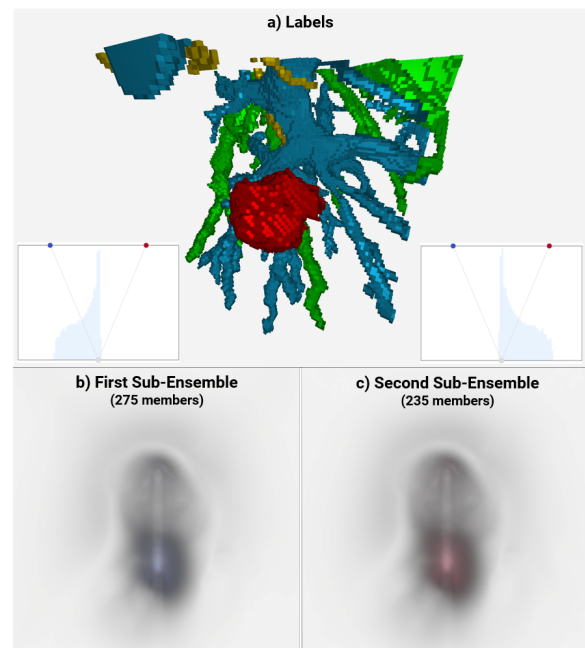 a) Labels
b) First Sub-Ensemble
(275 members)
c) Second Sub-Ensemble
(235 members)